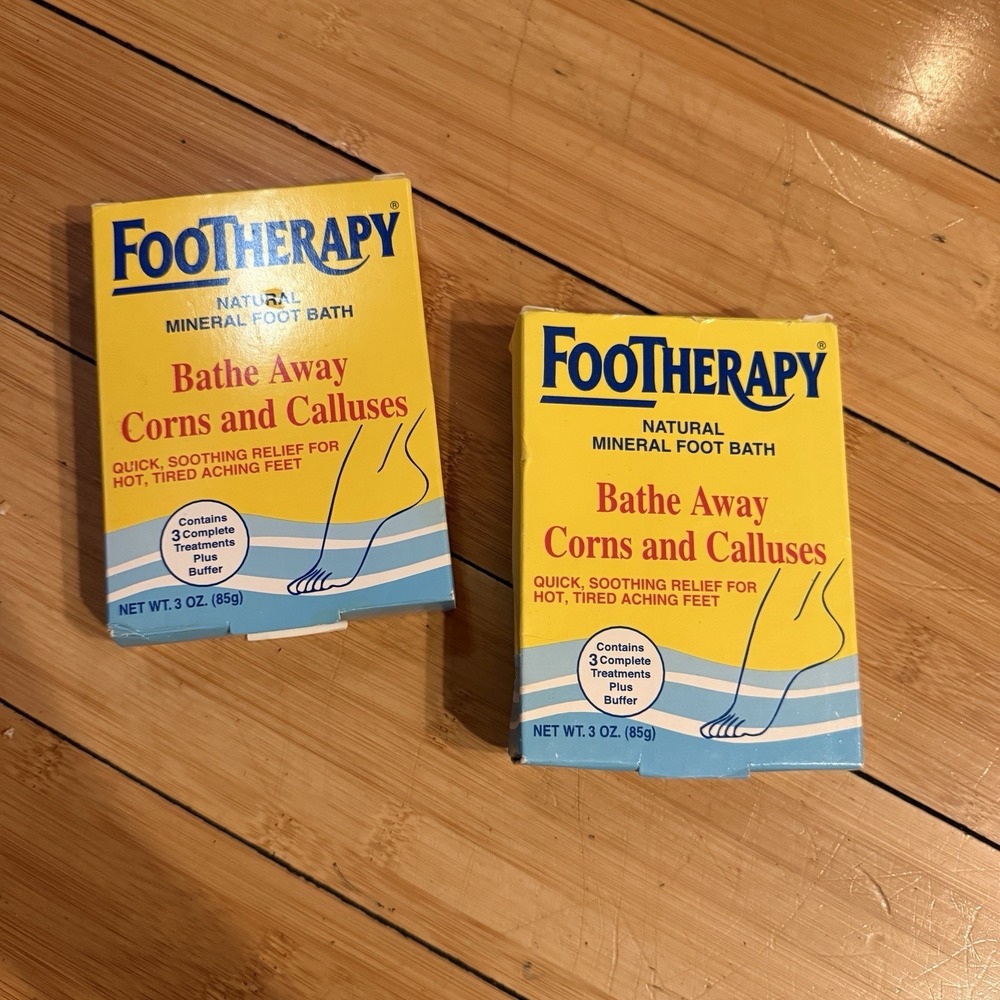 FOOTHERAPY®
NATURAL
MINERAL FOOT BATH
Bathe Away
Corns and Calluses
QUICK, SOOTHING RELIEF FOR
HOT, TIRED ACHING FEET
Contains
3 Complete
Treatments
Plus
Buffer
NET WT. 3 OZ. (85g)
FOOTHERAPY®
NATURAL
MINERAL FOOT BATH
Bathe Away
Corns and Calluses
QUICK, SOOTHING RELIEF FOR
HOT, TIRED ACHING FEET
Contains
3 Complete
Treatments
Plus
Buffer
NET WT. 3 OZ. (85g)